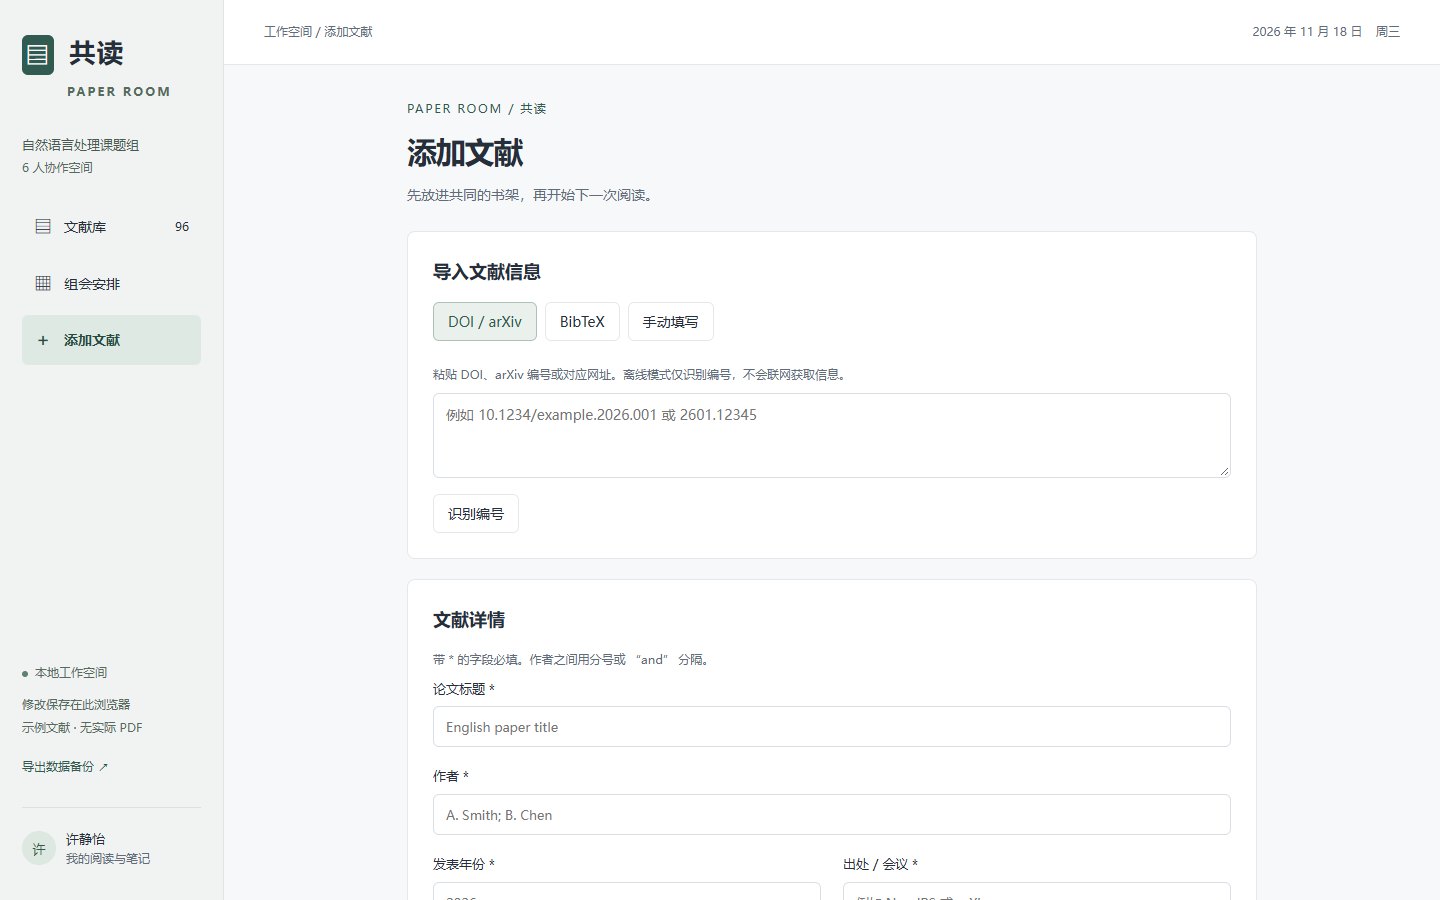 共读
PAPER ROOM
自然语言处理课题组
6 人协作空间
文献库 96
组会安排
+ 添加文献
本地工作空间
修改保存在此浏览器
示例文献 · 无实际 PDF
导出数据备份 ↗
许
许静怡
我的阅读与笔记
工作空间 / 添加文献
2026 年 11 月 18 日 周三
PAPER ROOM / 共读
添加文献
先放进共同的书架，再开始下一次阅读。
导入文献信息
DOI / arXiv
BibTeX
手动填写
粘贴 DOI、arXiv 编号或对应网址。离线模式仅识别编号，不会联网获取信息。
例如 10.1234/example.2026.001 或 2601.12345
识别编号
文献详情
带 * 的字段必填。作者之间用分号或 “and” 分隔。
论文标题 *
English paper title
作者 *
A. Smith; B. Chen
发表年份 *
出处 / 会议 *